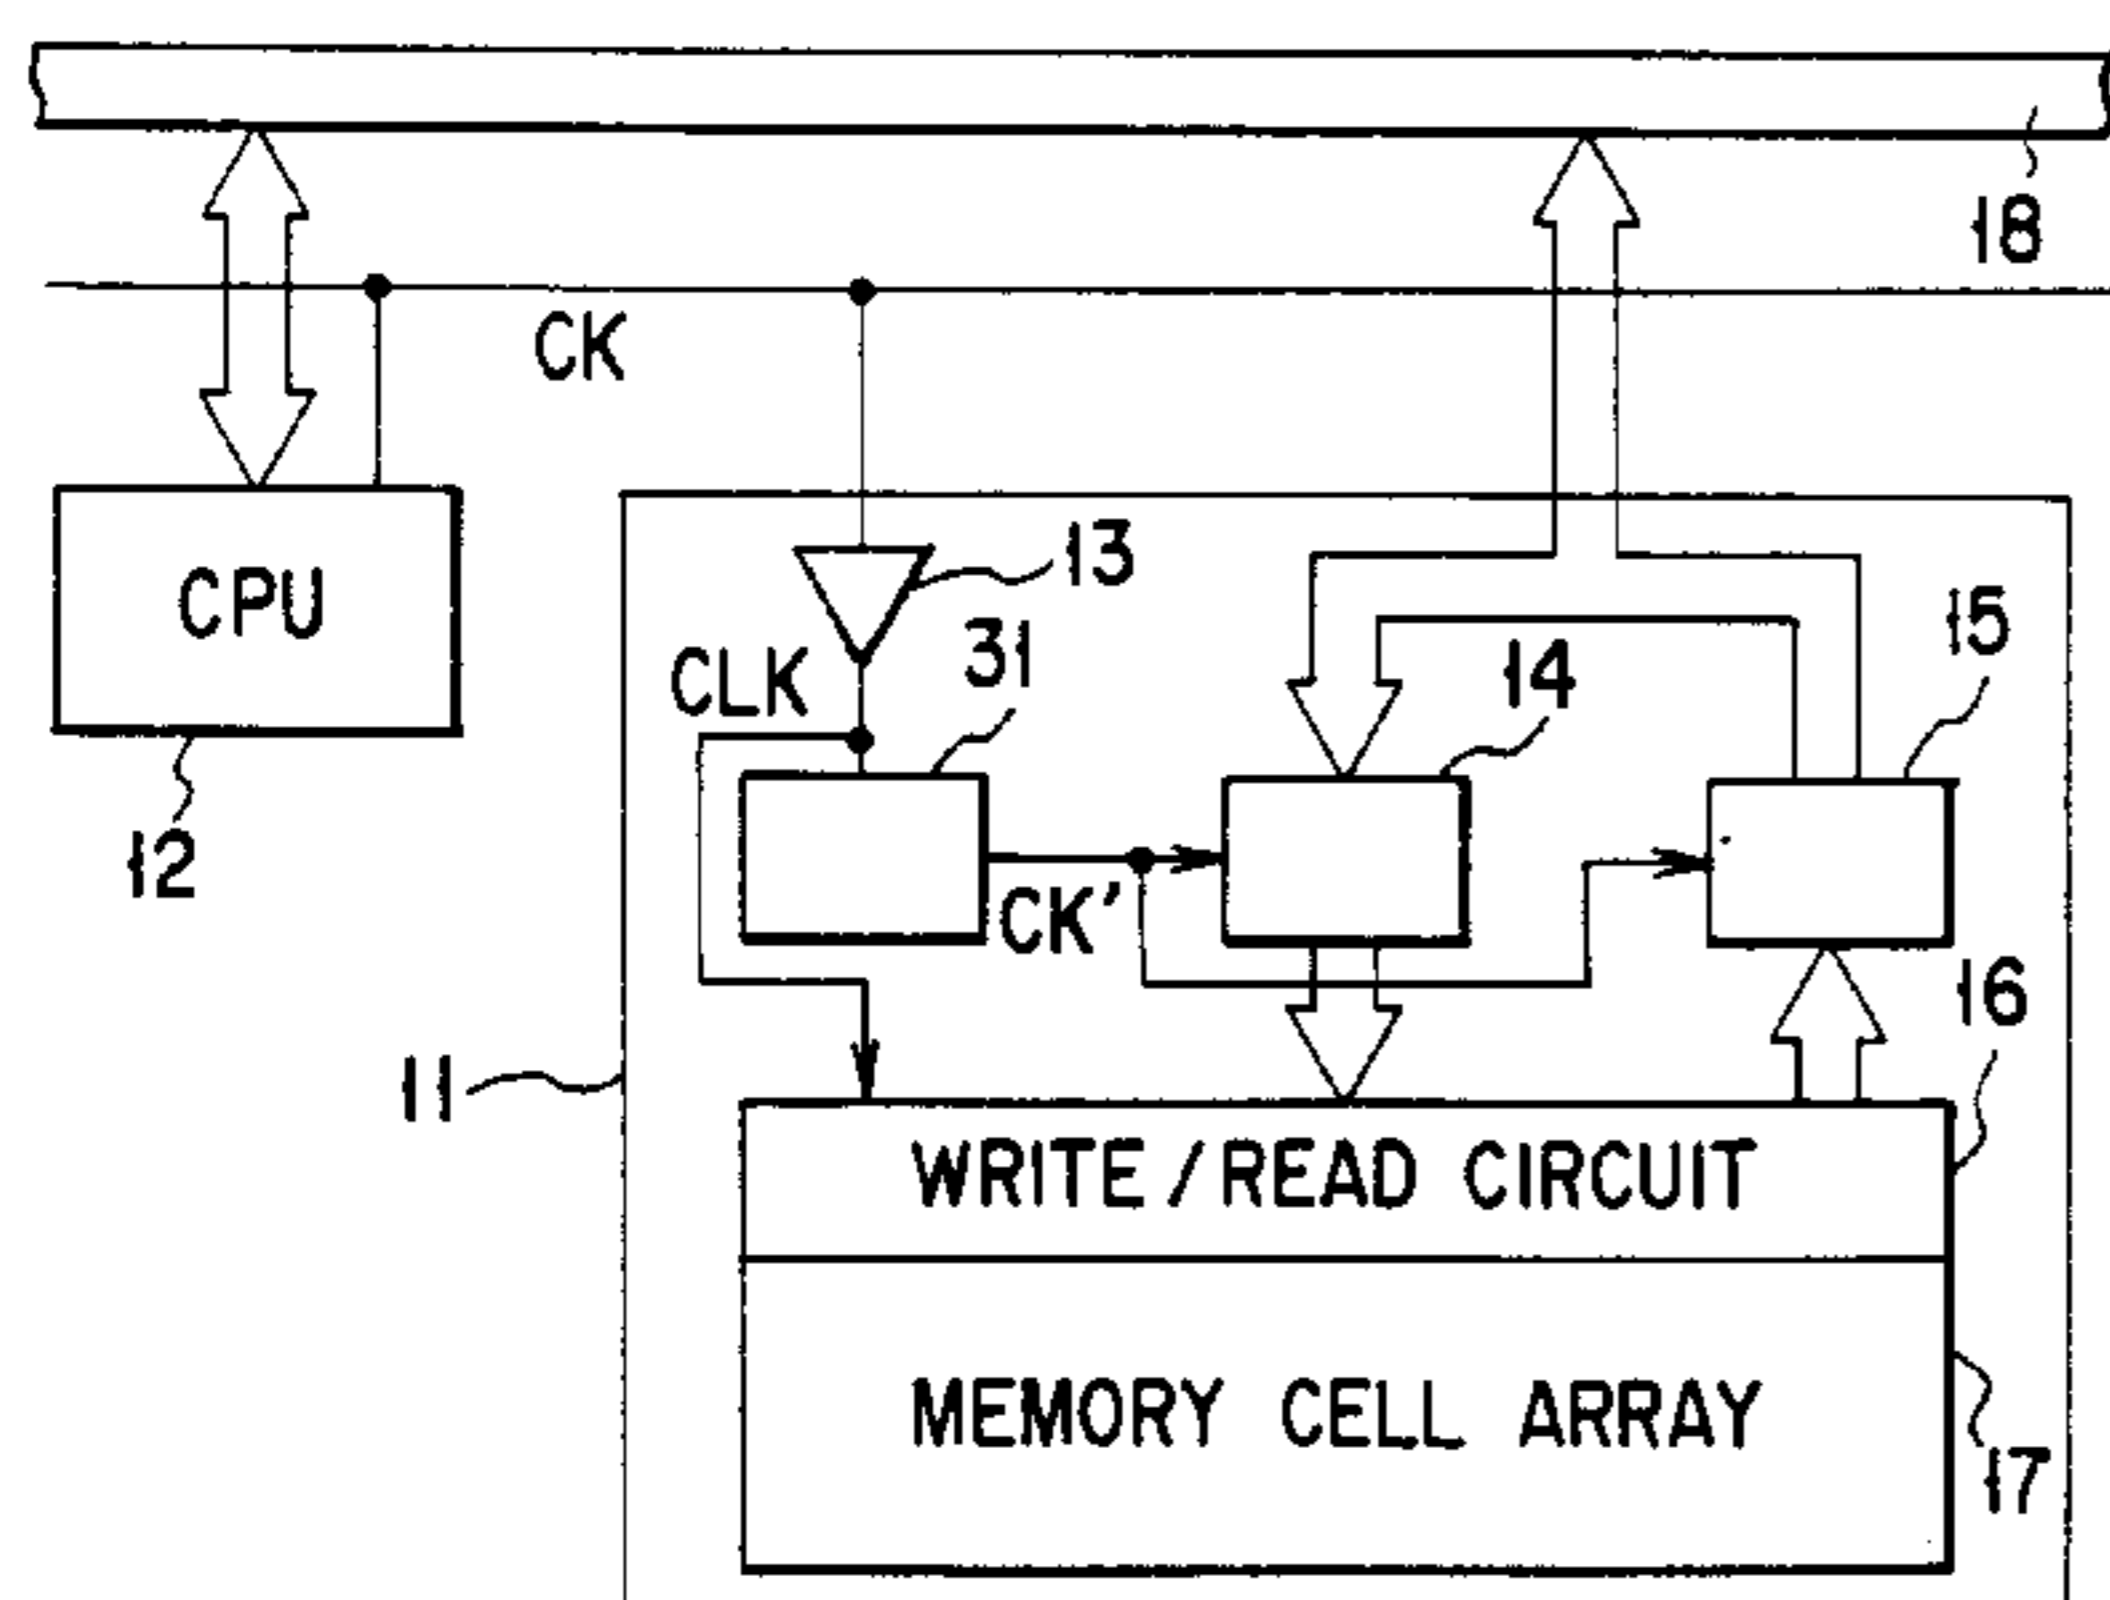 18
CK
CPU
13
31
15
CLK
14
12
CK'
16
11
WRITE / READ CIRCUIT
MEMORY CELL ARRAY
17